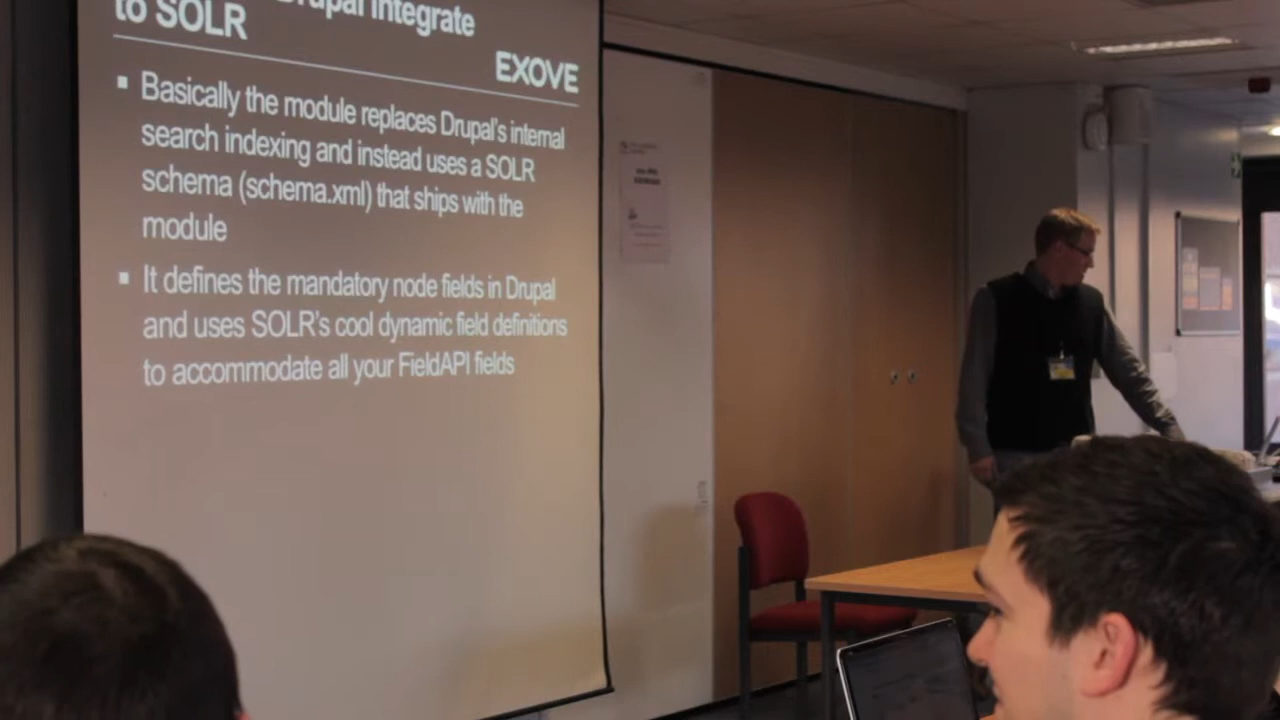 Drupal integrate
to SOLR
EXOVE
▪ Basically the module replaces Drupal's internal
search indexing and instead uses a SOLR
schema (schema.xml) that ships with the
module
▪ It defines the mandatory node fields in Drupal
and uses SOLR's cool dynamic field definitions
to accommodate all your FieldAPI fields